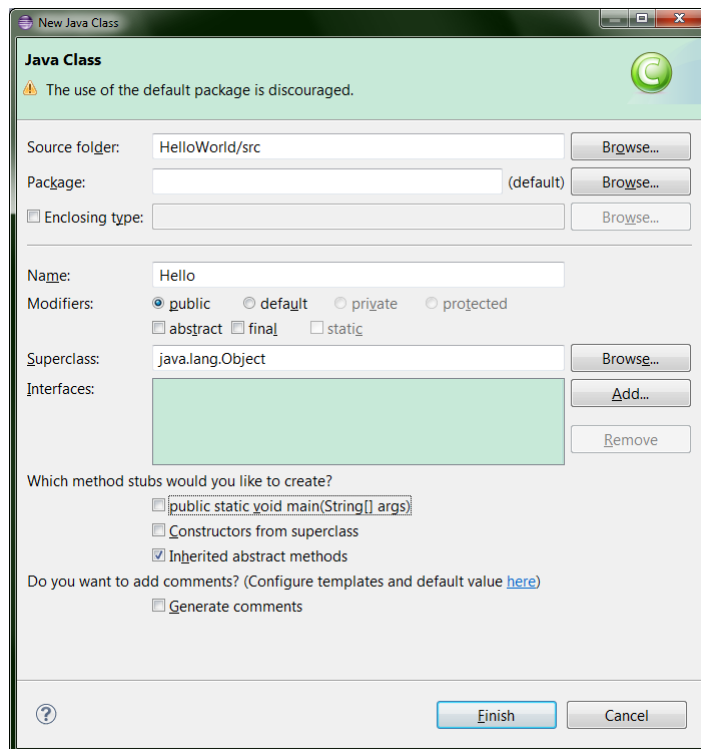 New Java Class
Java Class
The use of the default package is discouraged.
Source folder: HelloWorld/src Browse...
Package: (default) Browse...
Enclosing type: Browse...
Name: Hello
Modifiers: public default private protected
abstract final static
Superclass: java.lang.Object Browse...
Interfaces: Add...
Remove
Which method stubs would you like to create?
public static void main(String[] args)
Constructors from superclass
Inherited abstract methods
Do you want to add comments? (Configure templates and default value here)
Generate comments
? Finish Cancel